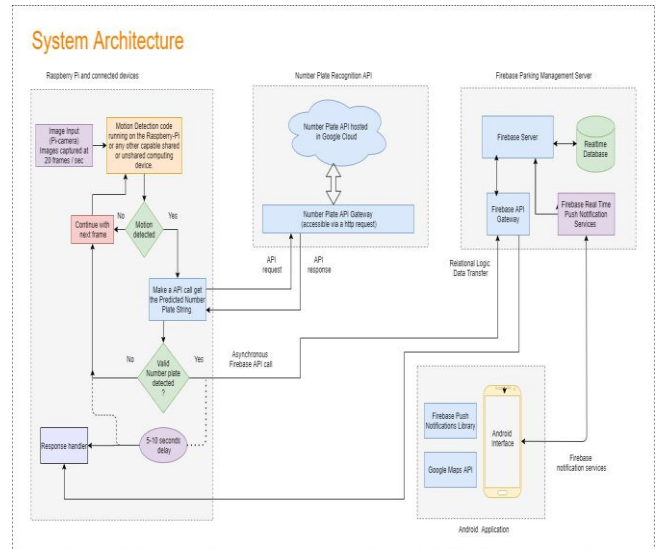 System Architecture
Raspberry Pi and connected devices
Number Plate Recognition API
Firebase Parking Management Server
Image Input
(Pi-camera)
Images captured at
20 frames / sec
Motion Detection code
running on the Raspberry-Pi
or any other capable shared
or unshared computing
device.
Continue with
next frame
No
Motion
detected
Yes
Make a API call get
the Predicted Number
Plate String.
No
Valid
Number plate
detected
?
Yes
Asynchronous
Firebase API call
5-10 seconds
delay
Response handler
Number Plate API hosted
in Google Cloud
Number Plate API Gateway
(accessible via a http request)
API
request
API
response
Firebase Server
Realtime
Database
Firebase API
Gateway
Firebase Real Time
Push Notification
Services
Relational Logic
Data Transfer
Firebase Push
Notifications Library
Google Maps API
Android
Interface
Firebase
notification services
Android Application